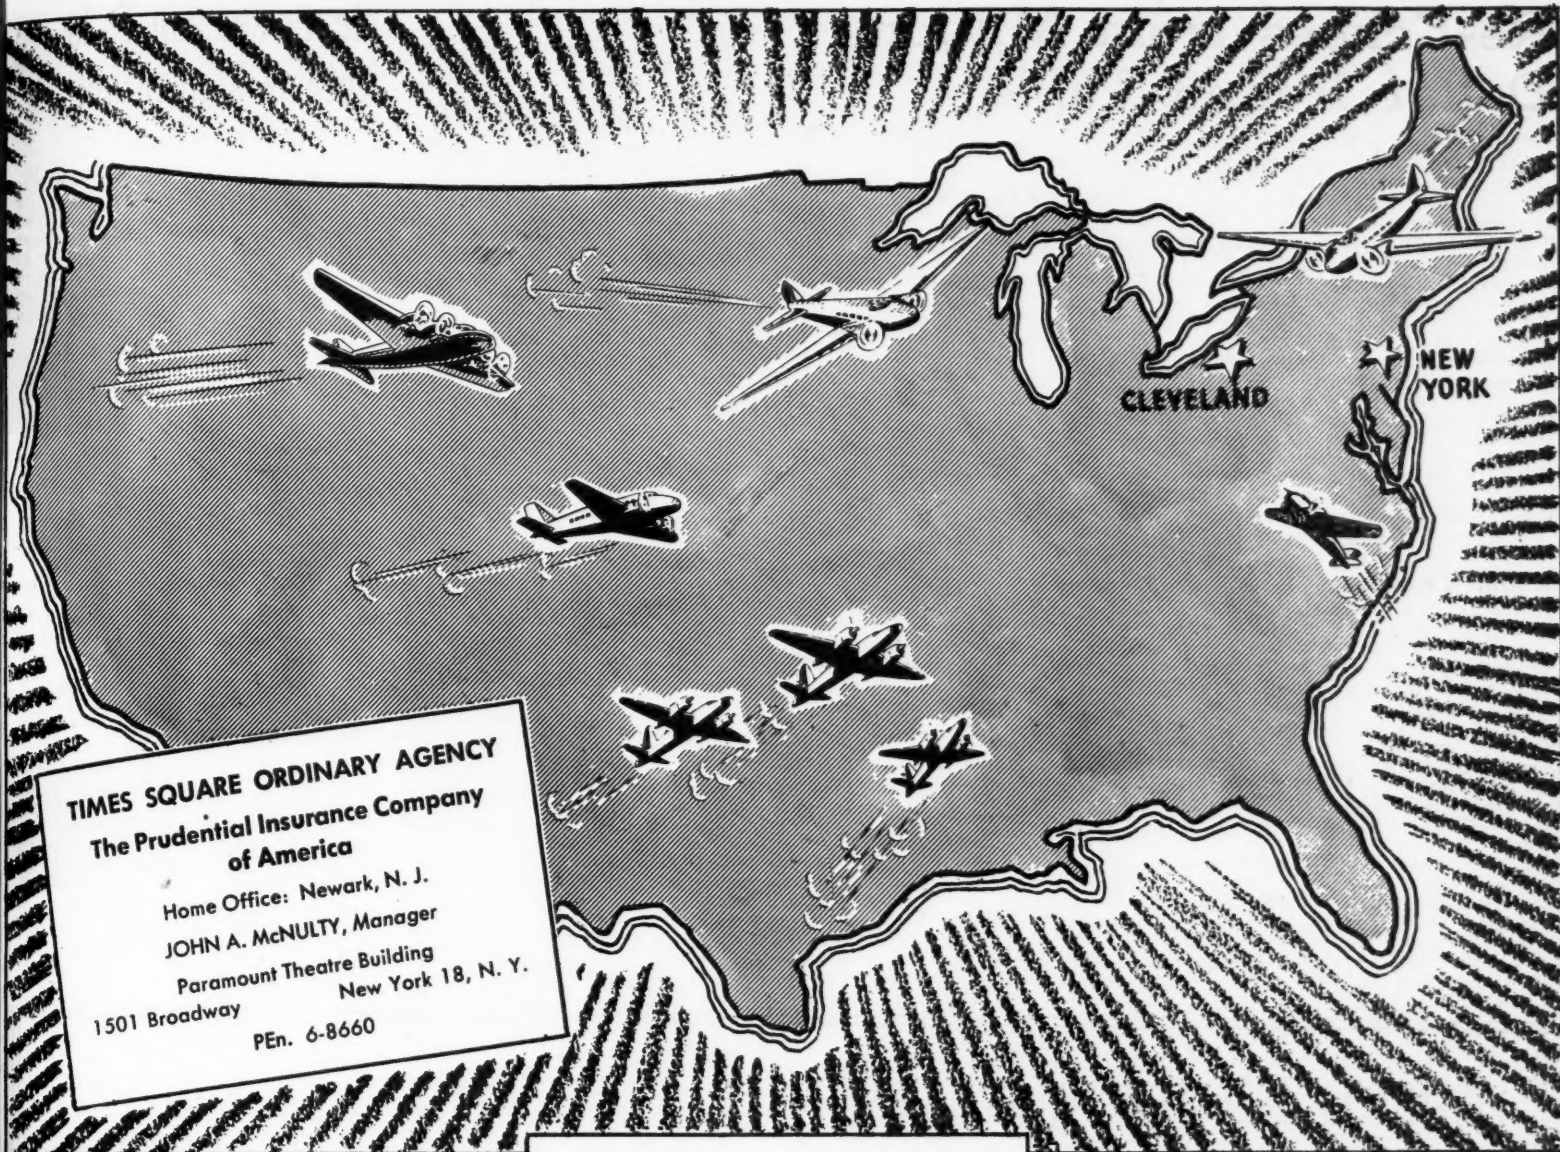 CLEVELAND
NEW
YORK
TIMES SQUARE ORDINARY AGENCY
The Prudential Insurance Company
of America
Home Office: Newark, N. J.
JOHN A. McNULTY, Manager
Paramount Theatre Building
1501 Broadway New York 18, N. Y.
PEn. 6-8660